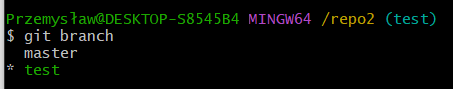 Przemysław@DESKTOP-S8545B4 MINGW64 /repo2 (test)
$ git branch
  master
* test